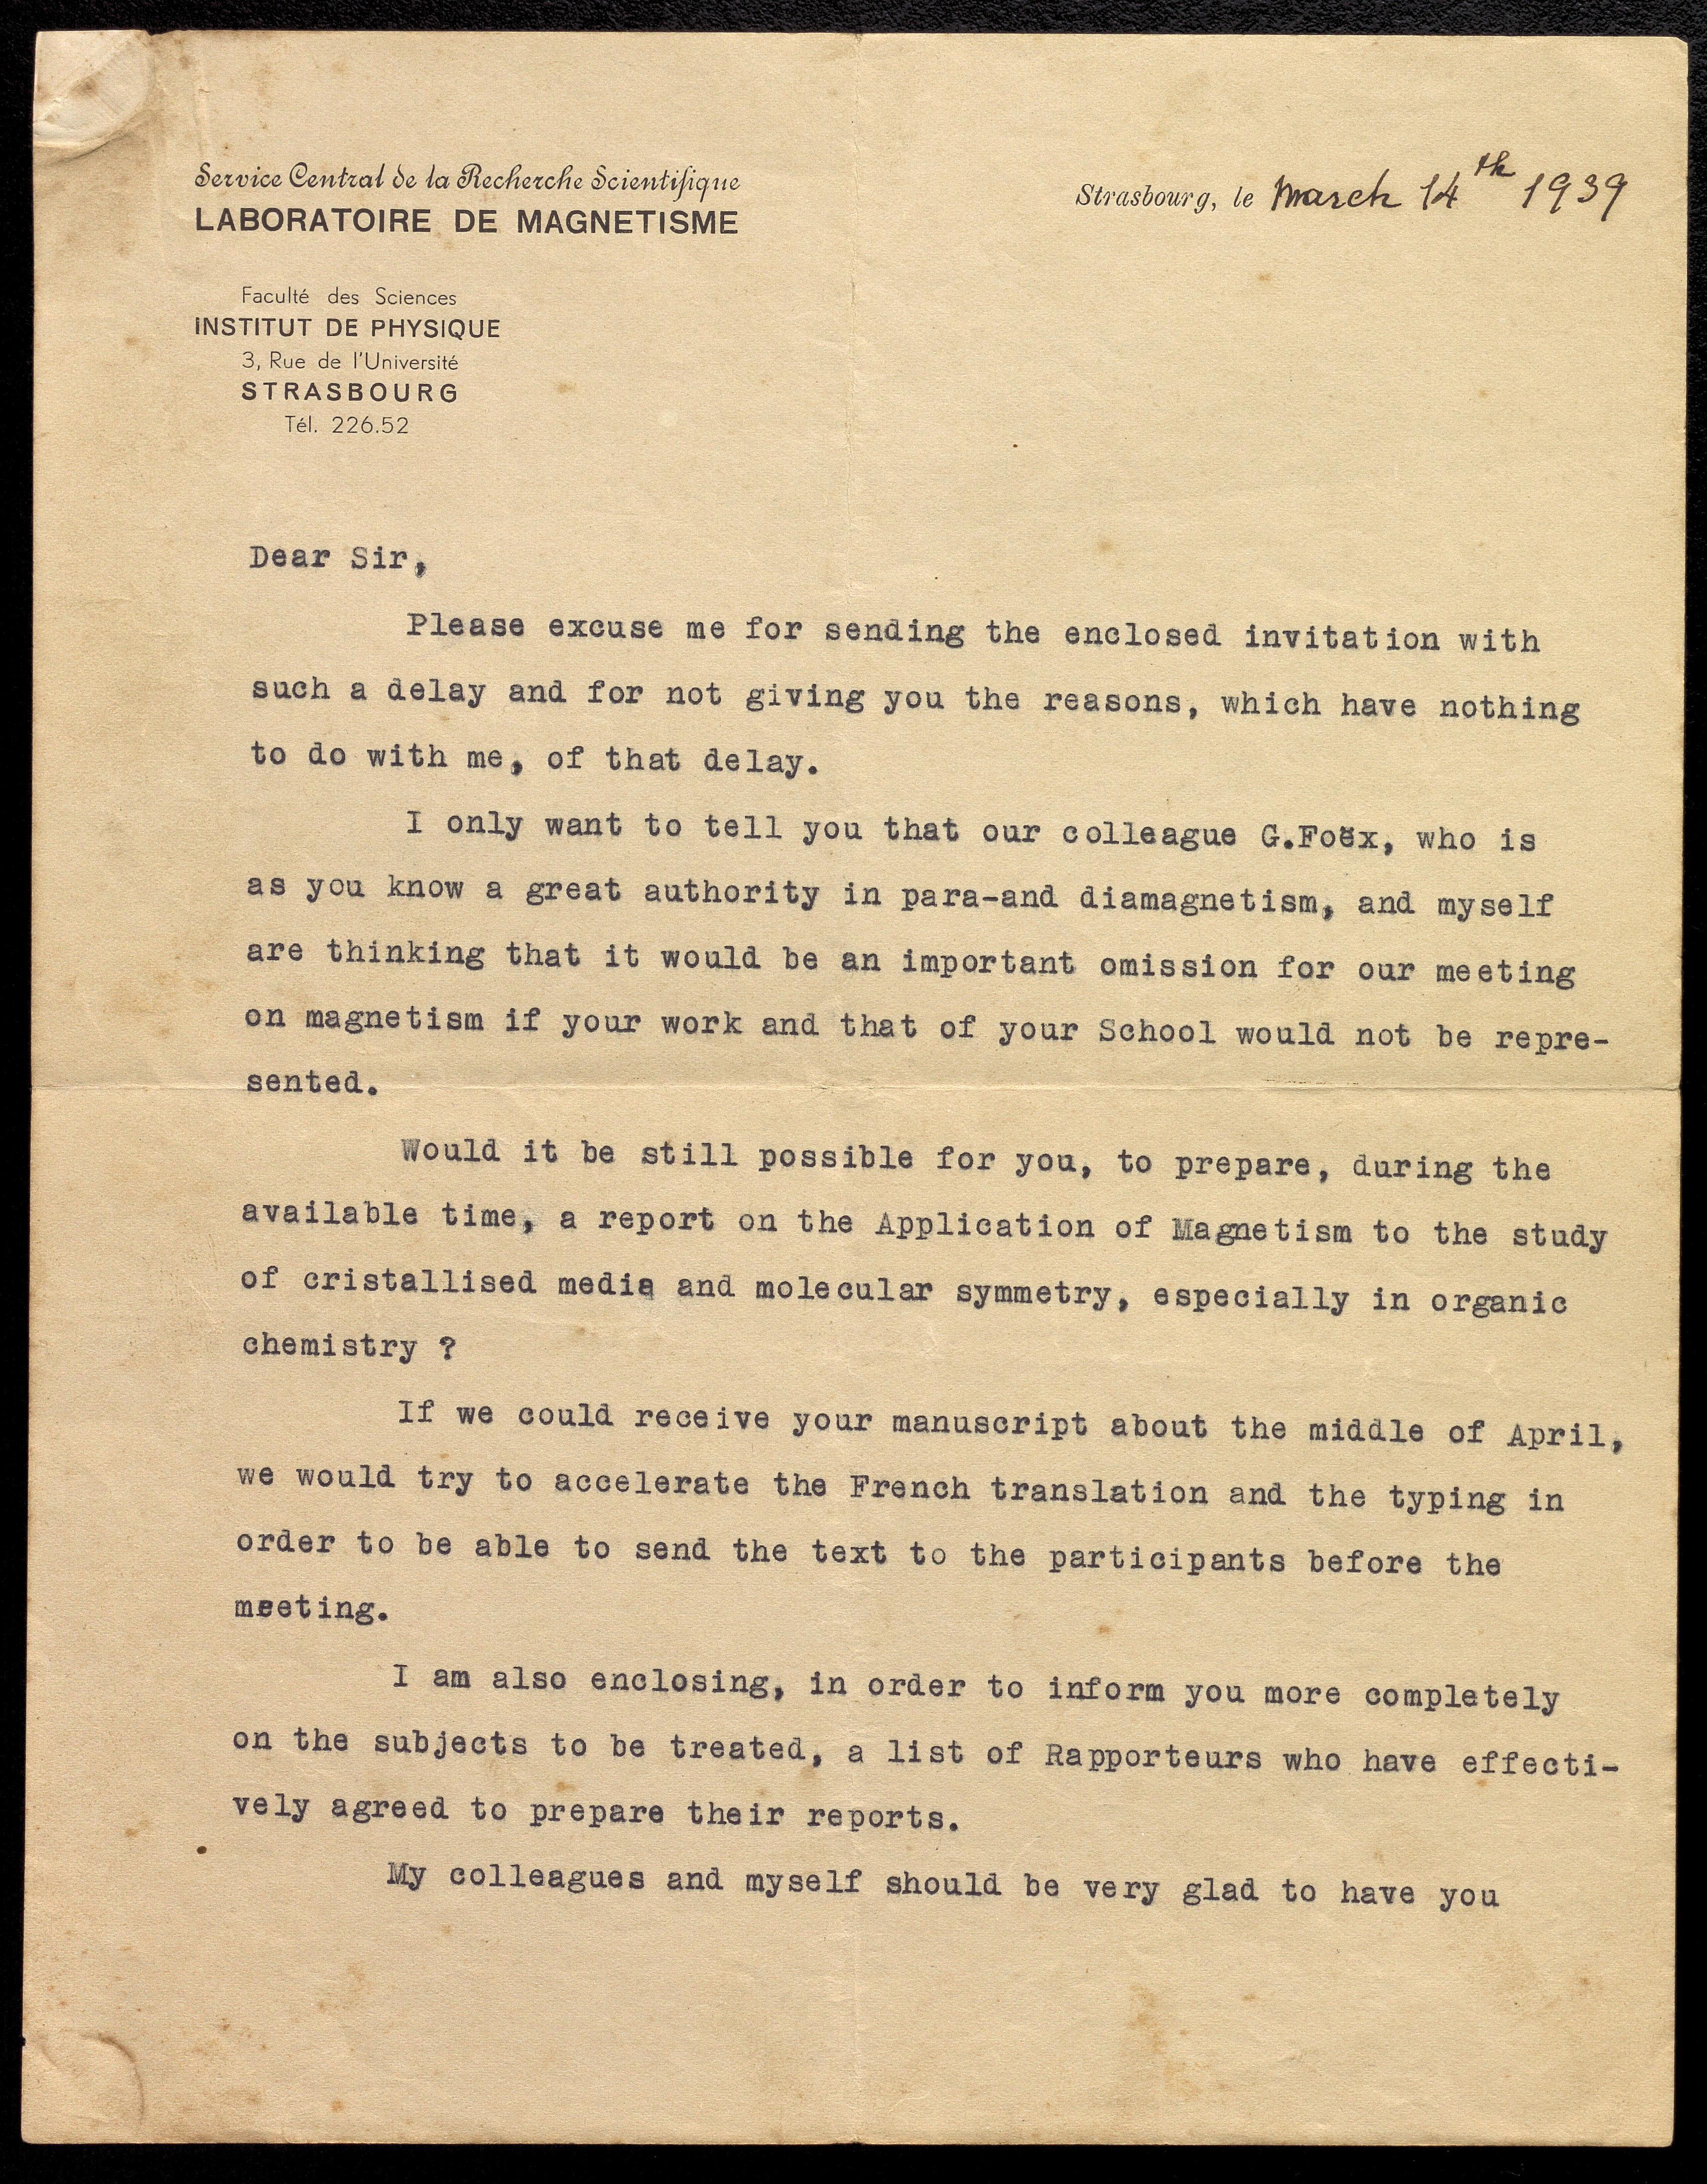 Service Central de la Recherche Scientifique
LABORATOIRE DE MAGNETISME
Strasbourg, le March 14th 1939
Faculté des Sciences
INSTITUT DE PHYSIQUE
3, Rue de l'Université
STRASBOURG
Tél. 226.52
Dear Sir,
Please excuse me for sending the enclosed invitation with
such a delay and for not giving you the reasons, which have nothing
to do with me, of that delay.
I only want to tell you that our colleague G.Foëx, who is
as you know a great authority in para-and diamagnetism, and myself
are thinking that it would be an important omission for our meeting
on magnetism if your work and that of your School would not be repre-
sented.
Would it be still possible for you, to prepare, during the
available time, a report on the Application of Magnetism to the study
of cristallised media and molecular symmetry, especially in organic
chemistry ?
If we could receive your manuscript about the middle of April,
we would try to accelerate the French translation and the typing in
order to be able to send the text to the participants before the
meeting.
I am also enclosing, in order to inform you more completely
on the subjects to be treated, a list of Rapporteurs who have effecti-
vely agreed to prepare their reports.
My colleagues and myself should be very glad to have you